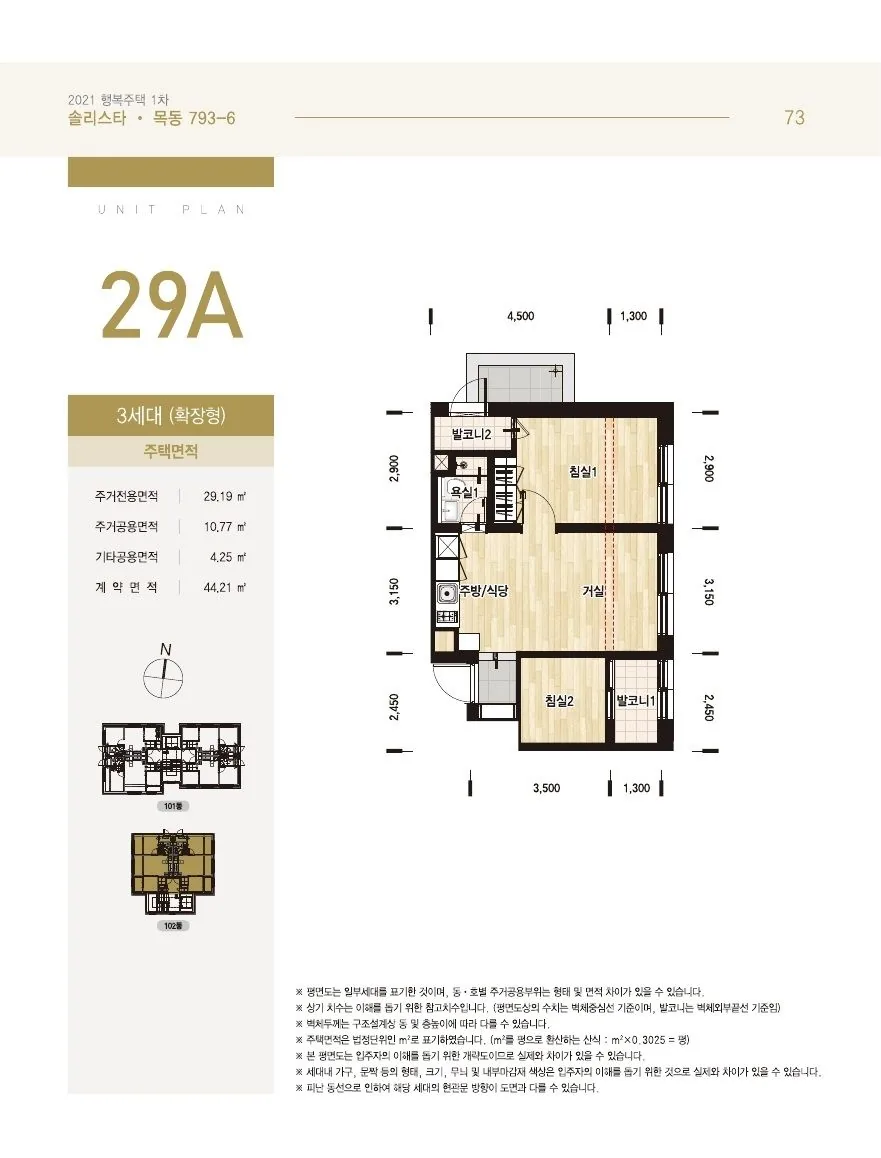 2021 행복주택 1차
솔리스타 • 목동 793-6
73
UNIT PLAN
29A
3세대 (확장형)
주택면적
주거전용면적 29.19 ㎡
주거공용면적 10.77 ㎡
기타공용면적 4.25 ㎡
계 약 면 적 44.21 ㎡
N
101동
102동
4,500 1,300
2,900
3,150
2,450
발코니2
침실1
욕실1
주방/식당
거실
침실2
발코니1
2,900
3,150
2,450
3,500 1,300
※ 평면도는 일부세대를 표기한 것이며, 동·호별 주거공용부위는 형태 및 면적 차이가 있을 수 있습니다.
※ 상기 치수는 이해를 돕기 위한 참고치수입니다. (평면도상의 수치는 벽체중심선 기준이며, 발코니는 벽체외부끝선 기준임)
※ 벽체두께는 구조설계상 동 및 층높이에 따라 다를 수 있습니다.
※ 주택면적은 법정단위인 ㎡로 표기하였습니다. (㎡를 평으로 환산하는 산식 : ㎡×0.3025 = 평)
※ 본 평면도는 입주자의 이해를 돕기 위한 개략도이므로 실제와 차이가 있을 수 있습니다.
※ 세대내 가구, 문짝 등의 형태, 크기, 무늬 및 내부마감재 색상은 입주자의 이해를 돕기 위한 것으로 실제와 차이가 있을 수 있습니다.
※ 피난 동선으로 인하여 해당 세대의 현관문 방향이 도면과 다를 수 있습니다.